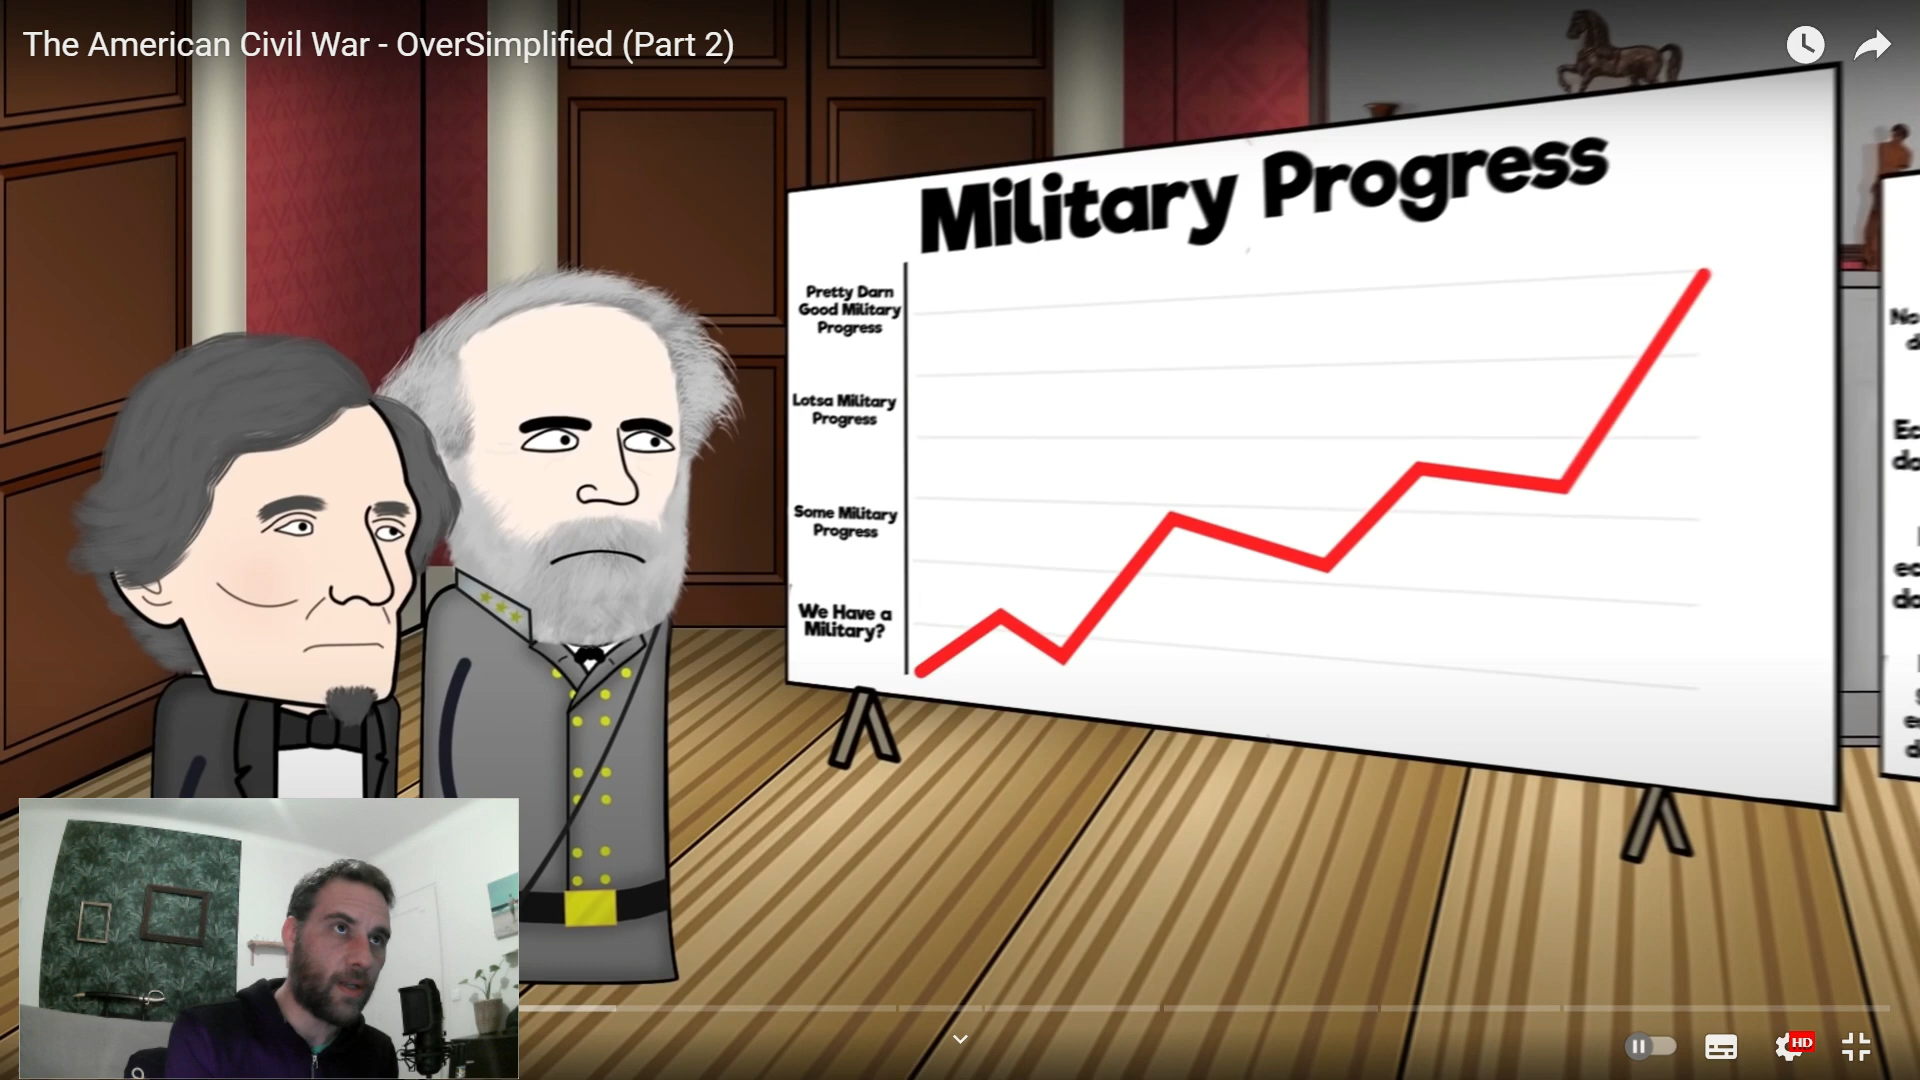 The American Civil War - OverSimplified (Part 2)
Military Progress
Pretty Darn
Good Military
Progress
Lotsa Military
Progress
Some Military
Progress
We Have a
Military?
No
HD